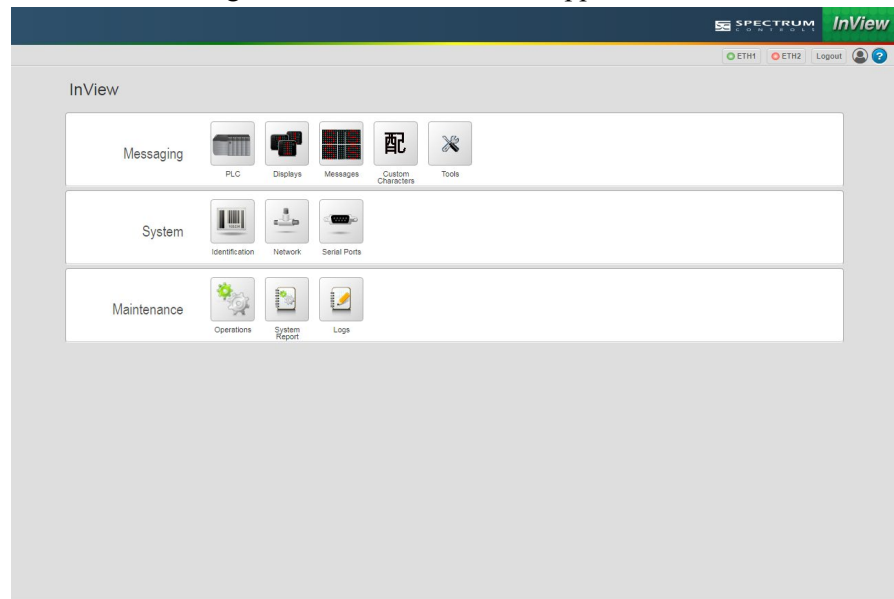 SPECTRUM
CONTROLS
InView
ETH1 ETH2 Logout ?
InView
Messaging
PLC Displays Messages Custom Characters Tools
配
System
Identification Network Serial Ports
Maintenance
Operations System Report Logs